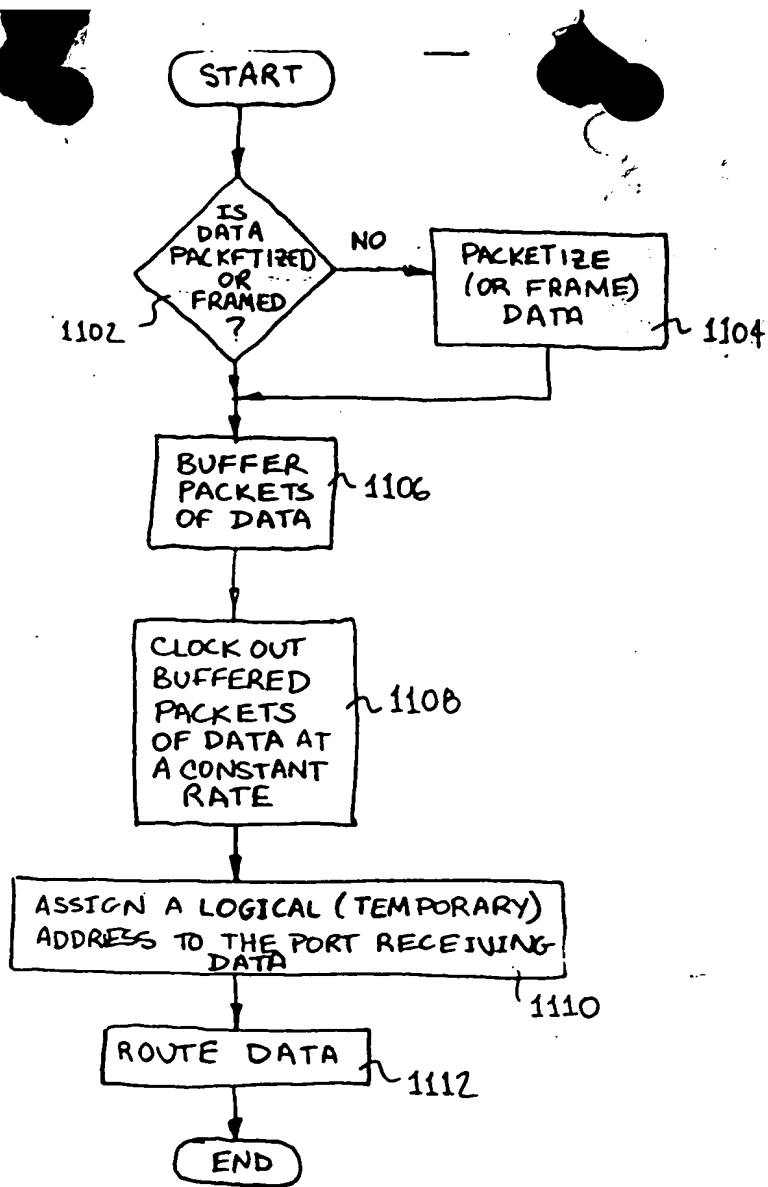 START
IS
DATA
PACKFTIZED
OR
FRAMED
?
1102
NO
PACKETIZE
(OR FRAME)
DATA
1104
BUFFER
PACKETS
OF DATA
1106
CLOCK OUT
BUFFERED
PACKETS
OF DATA AT
A CONSTANT
RATE
1108
ASSIGN A LOGICAL (TEMPORARY)
ADDRESS TO THE PORT RECEIVING
DATA
1110
ROUTE DATA
1112
END